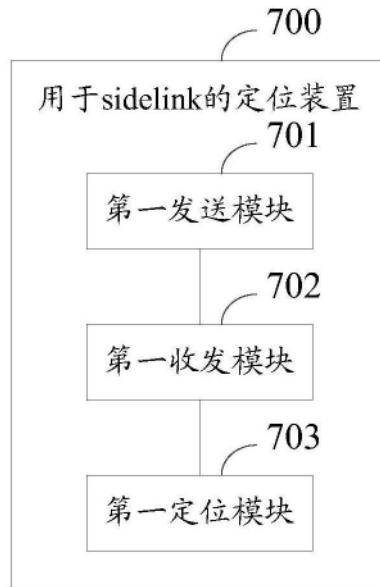 700
用于sidelink的定位装置
701
第一发送模块
702
第一收发模块
703
第一定位模块